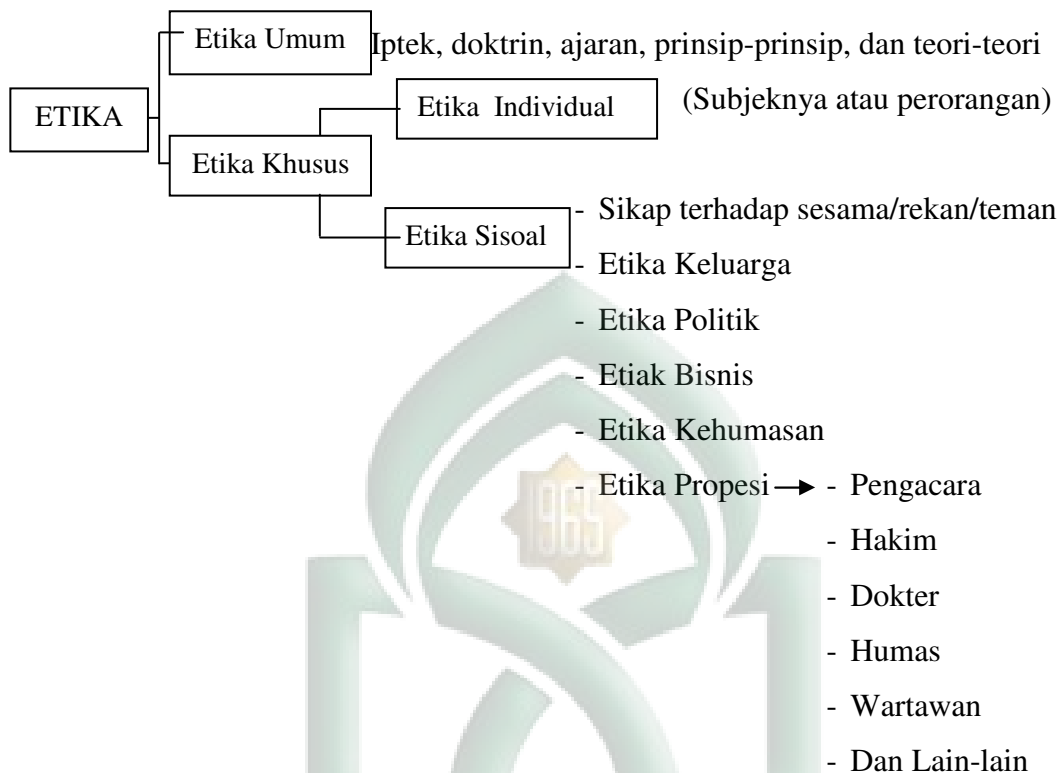 Etika Umum Iptek, doktrin, ajaran, prinsip-prinsip, dan teori-teori
ETIKA
Etika Individual (Subjeknya atau perorangan)
Etika Khusus
Etika Sisoal
- Sikap terhadap sesama/rekan/teman
- Etika Keluarga
- Etika Politik
- Etiak Bisnis
- Etika Kehumasan
- Etika Propesi → - Pengacara
- Hakim
- Dokter
- Humas
- Wartawan
- Dan Lain-lain
1965